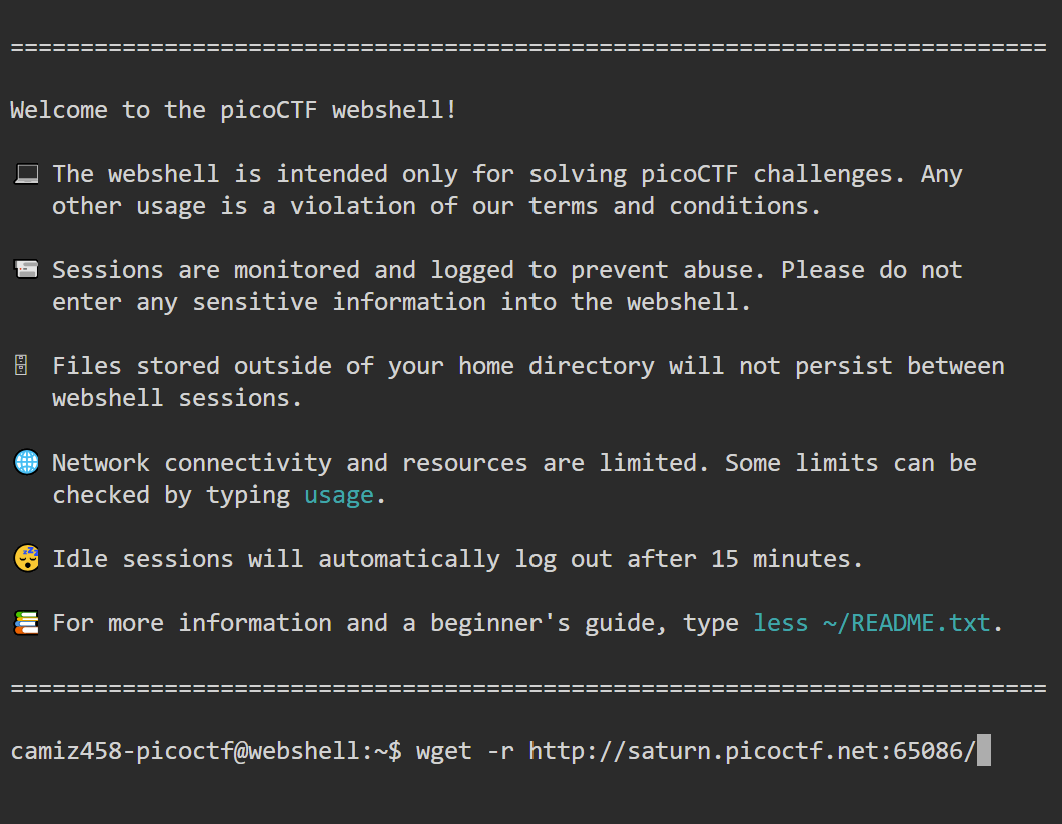 ==========================================================================
Welcome to the picoCTF webshell!
💻 The webshell is intended only for solving picoCTF challenges. Any
other usage is a violation of our terms and conditions.
Sessions are monitored and logged to prevent abuse. Please do not
enter any sensitive information into the webshell.
🗄 Files stored outside of your home directory will not persist between
webshell sessions.
🌐 Network connectivity and resources are limited. Some limits can be
checked by typing usage.
😴 Idle sessions will automatically log out after 15 minutes.
📚 For more information and a beginner's guide, type less ~/README.txt.
==========================================================================
camiz458-picoctf@webshell:~$ wget -r http://saturn.picoctf.net:65086/